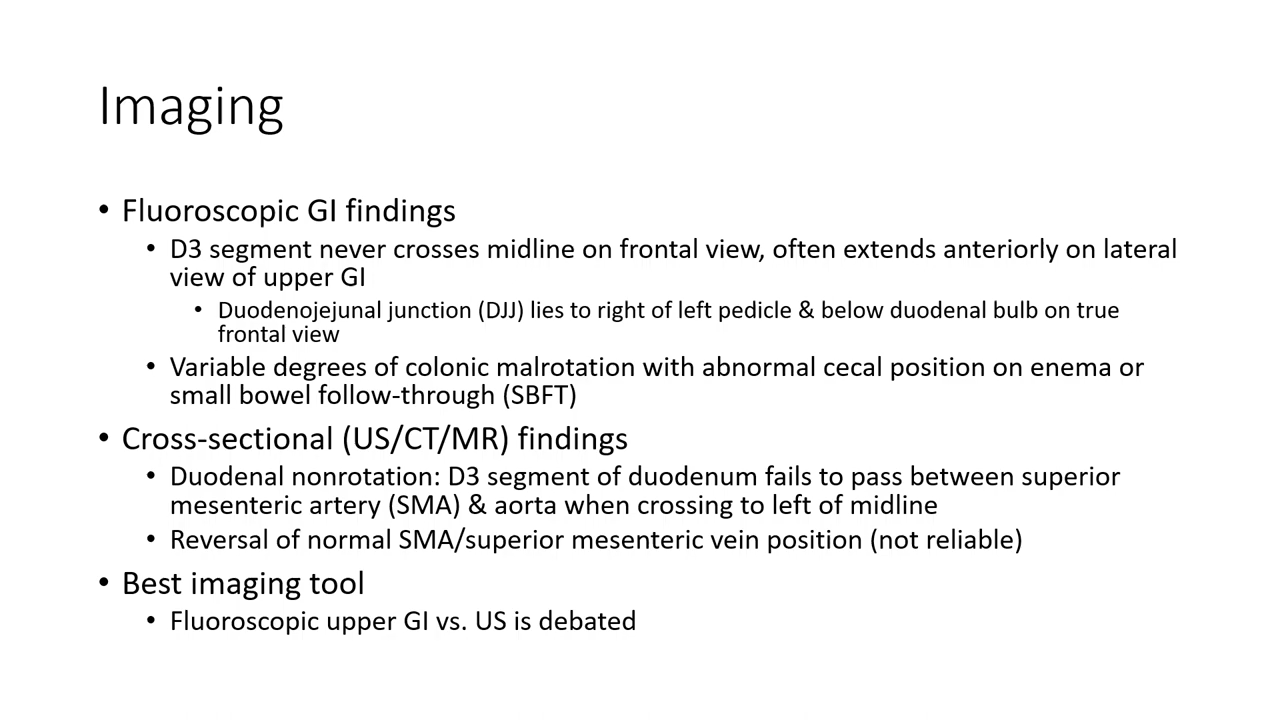 Imaging
• Fluoroscopic GI findings
• D3 segment never crosses midline on frontal view, often extends anteriorly on lateral
view of upper GI
• Duodenojejunal junction (DJJ) lies to right of left pedicle & below duodenal bulb on true
frontal view
• Variable degrees of colonic malrotation with abnormal cecal position on enema or
small bowel follow-through (SBFT)
• Cross-sectional (US/CT/MR) findings
• Duodenal nonrotation: D3 segment of duodenum fails to pass between superior
mesenteric artery (SMA) & aorta when crossing to left of midline
• Reversal of normal SMA/superior mesenteric vein position (not reliable)
• Best imaging tool
• Fluoroscopic upper GI vs. US is debated